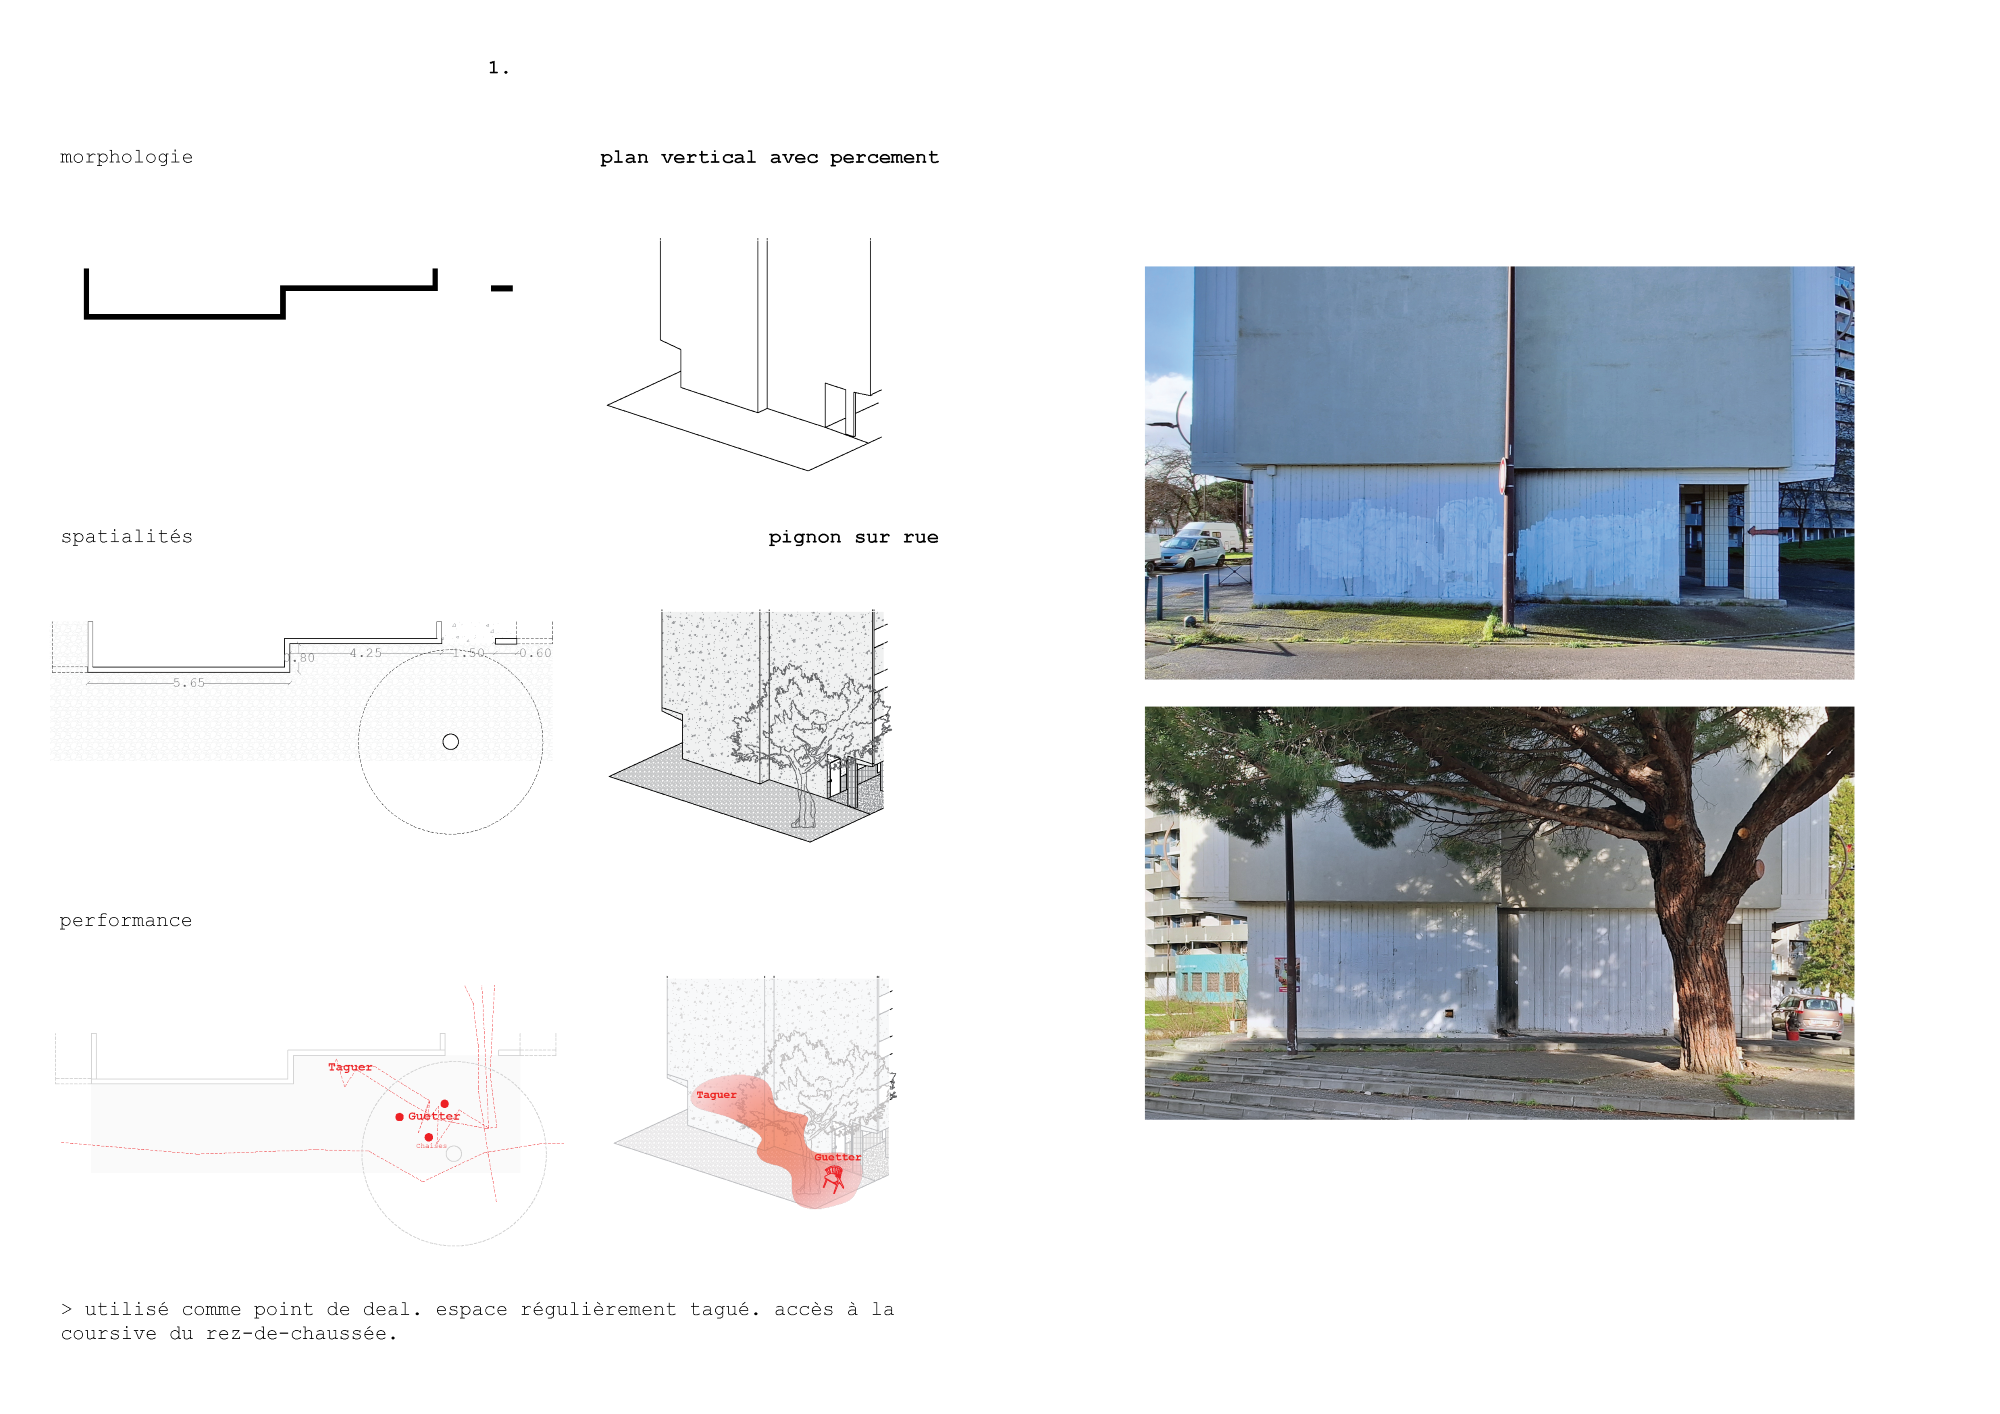 1.
morphologie
plan vertical avec percement
spatialités
pignon sur rue
0.80
4.25
1.50
0.60
5.65
performance
Taguer
Guetter
Chaises
Taguer
Guetter
> utilisé comme point de deal. espace régulièrement tagué. accès à la
coursive du rez-de-chaussée.